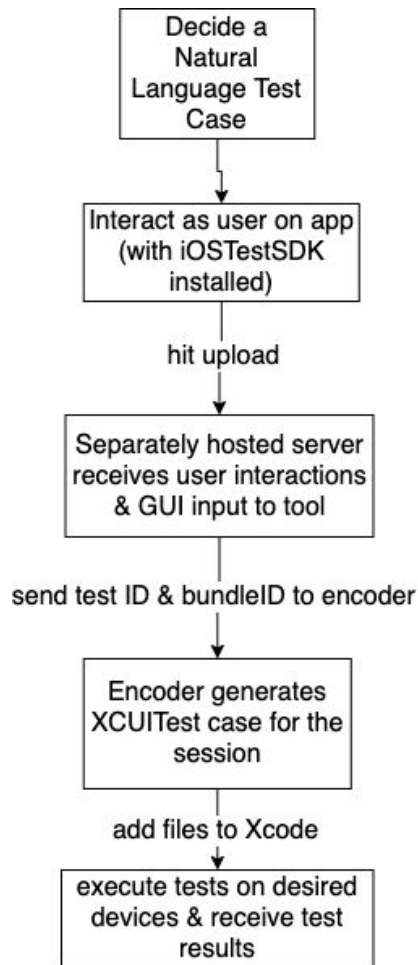 Decide a
Natural
Language Test
Case
Interact as user on app
(with iOSTestSDK
installed)
hit upload
Separately hosted server
receives user interactions
& GUI input to tool
send test ID & bundleID to encoder
Encoder generates
XCUITest case for the
session
add files to Xcode
execute tests on desired
devices & receive test
results